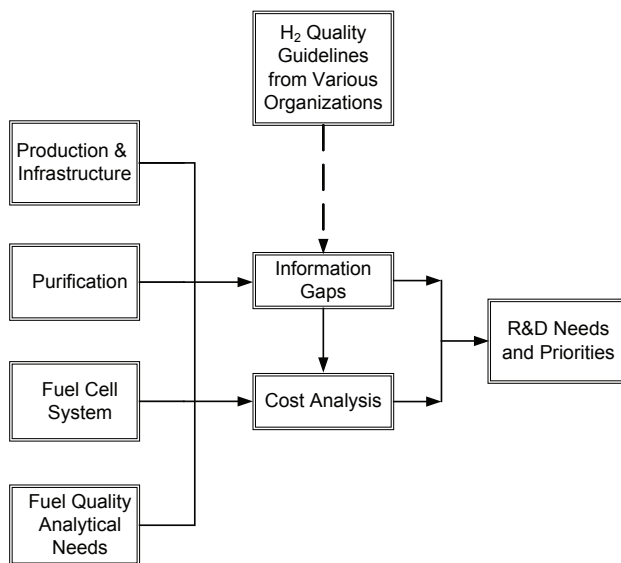 H₂ Quality
Guidelines
from Various
Organizations
Production &
Infrastructure
Purification
Information
Gaps
R&D Needs
and Priorities
Fuel Cell
System
Cost Analysis
Fuel Quality
Analytical
Needs